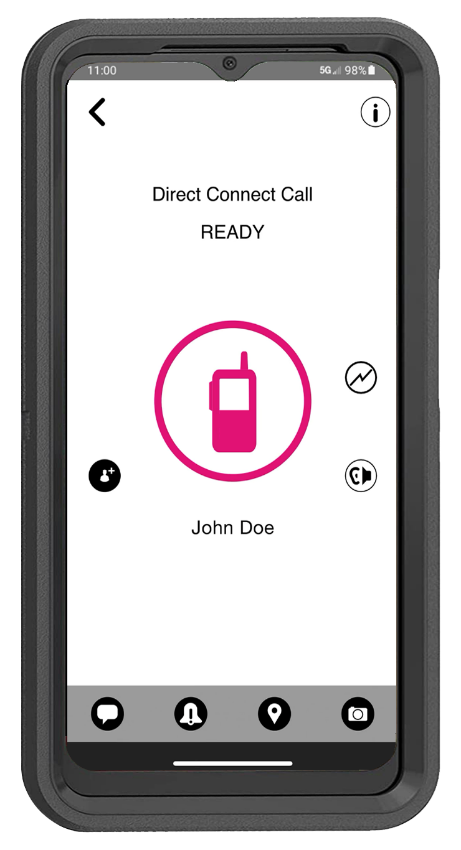 11:00 5G 98%
Direct Connect Call
READY
John Doe